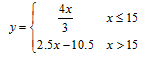 y = { 4x/3    x ≤ 15
2.5x − 10.5    x > 15